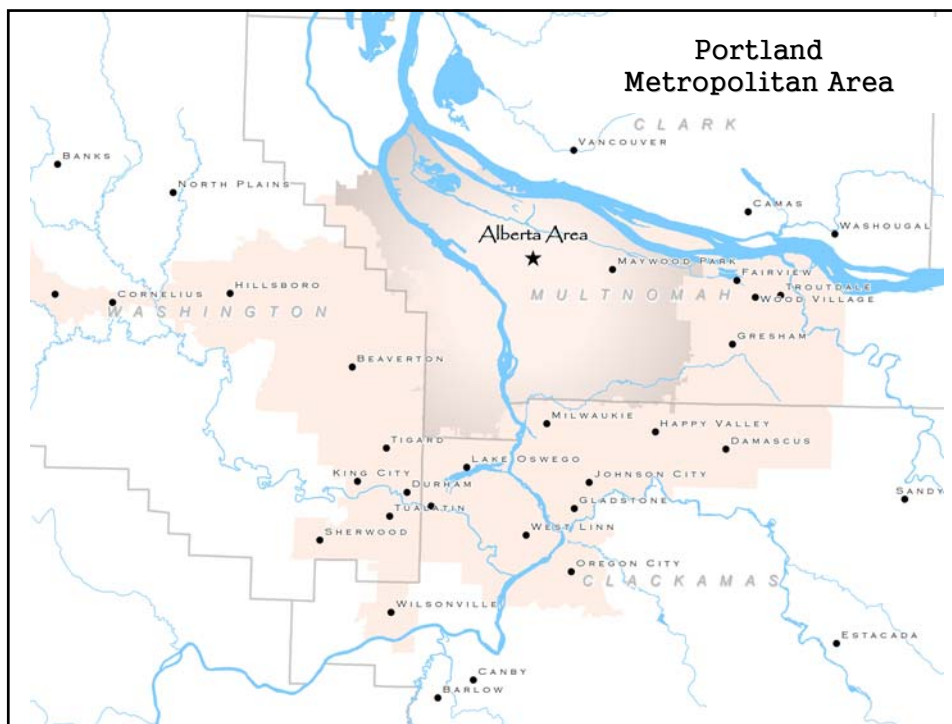 Portland
Metropolitan Area
CLARK
VANCOUVER
BANKS
NORTH PLAINS
CAMAS
WASHOUGAL
Alberta Area
MAYWOOD PARK
FAIRVIEW
TROUTDALE
WOOD VILLAGE
MULTNOMAH
CORNELIUS
HILLSBORO
WASHINGTON
GRESHAM
BEAVERTON
MILWAUKIE
HAPPY VALLEY
DAMASCUS
TIGARD
LAKE OSWEGO
KING CITY
DURHAM
JOHNSON CITY
SANDY
TUALATIN
GLADSTONE
SHERWOOD
WEST LINN
OREGON CITY
CLACKAMAS
WILSONVILLE
ESTACADA
CANBY
BARLOW